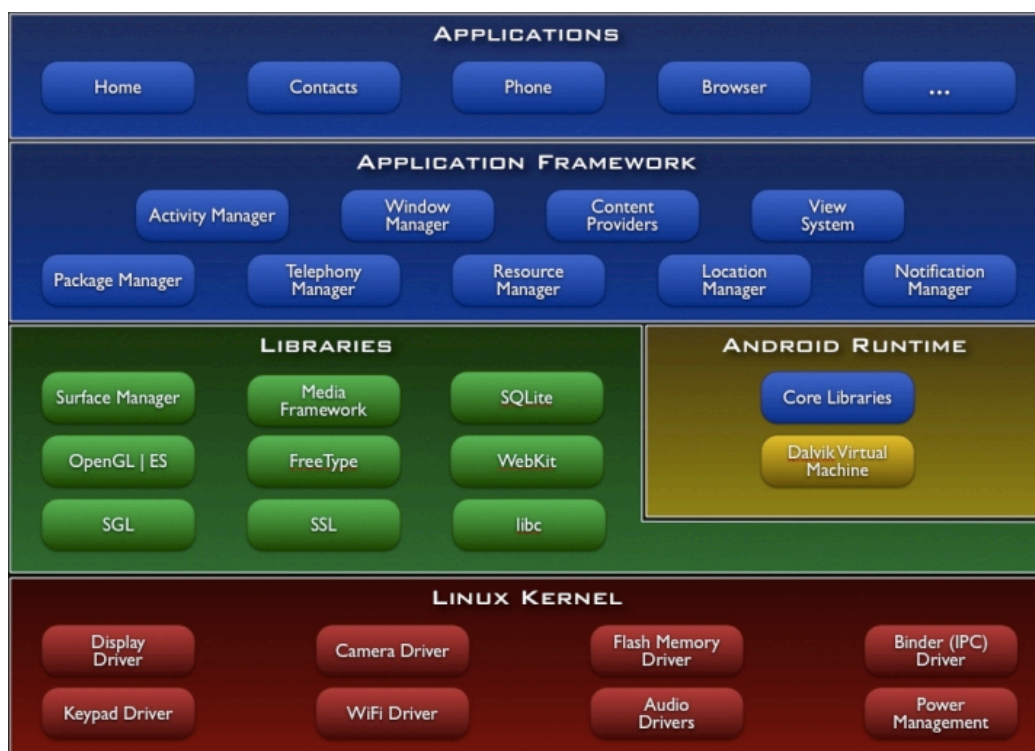 APPLICATIONS
Home
Contacts
Phone
Browser
...
APPLICATION FRAMEWORK
Activity Manager
Window
Manager
Content
Providers
View
System
Package Manager
Telephony
Manager
Resource
Manager
Location
Manager
Notification
Manager
LIBRARIES
Surface Manager
Media
Framework
SQLite
OpenGL | ES
FreeType
WebKit
SGL
SSL
libc
ANDROID RUNTIME
Core Libraries
Dalvik Virtual
Machine
LINUX KERNEL
Display
Driver
Camera Driver
Flash Memory
Driver
Binder (IPC)
Driver
Keypad Driver
WiFi Driver
Audio
Drivers
Power
Management